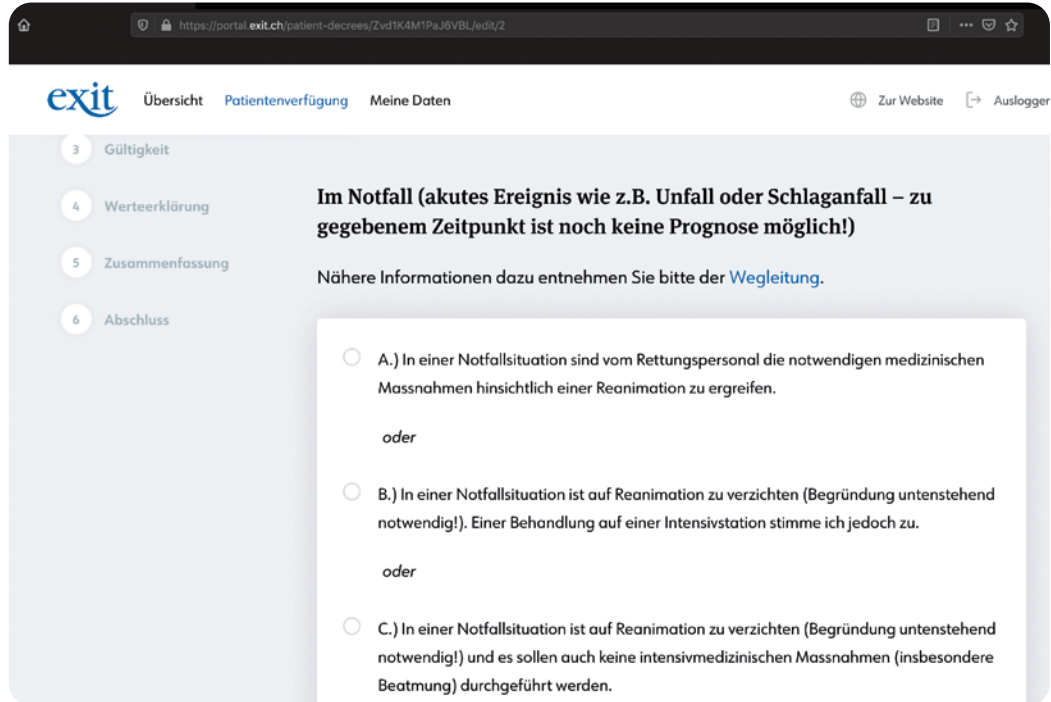 https://portal.exit.ch/patient-decrees/Zvd1K4M1PaJ6VBL/edit/2
exit Übersicht Patientenverfügung Meine Daten Zur Website Auslogger
3 Gültigkeit
4 Werteerklärung
5 Zusammenfassung
6 Abschluss
Im Notfall (akutes Ereignis wie z.B. Unfall oder Schlaganfall – zu
gegebenem Zeitpunkt ist noch keine Prognose möglich!)
Nähere Informationen dazu entnehmen Sie bitte der Wegleitung.
A.) In einer Notfallsituation sind vom Rettungspersonal die notwendigen medizinischen
Massnahmen hinsichtlich einer Reanimation zu ergreifen.
oder
B.) In einer Notfallsituation ist auf Reanimation zu verzichten (Begründung untenstehend
notwendig!). Einer Behandlung auf einer Intensivstation stimme ich jedoch zu.
oder
C.) In einer Notfallsituation ist auf Reanimation zu verzichten (Begründung untenstehend
notwendig!) und es sollen auch keine intensivmedizinischen Massnahmen (insbesondere
Beatmung) durchgeführt werden.